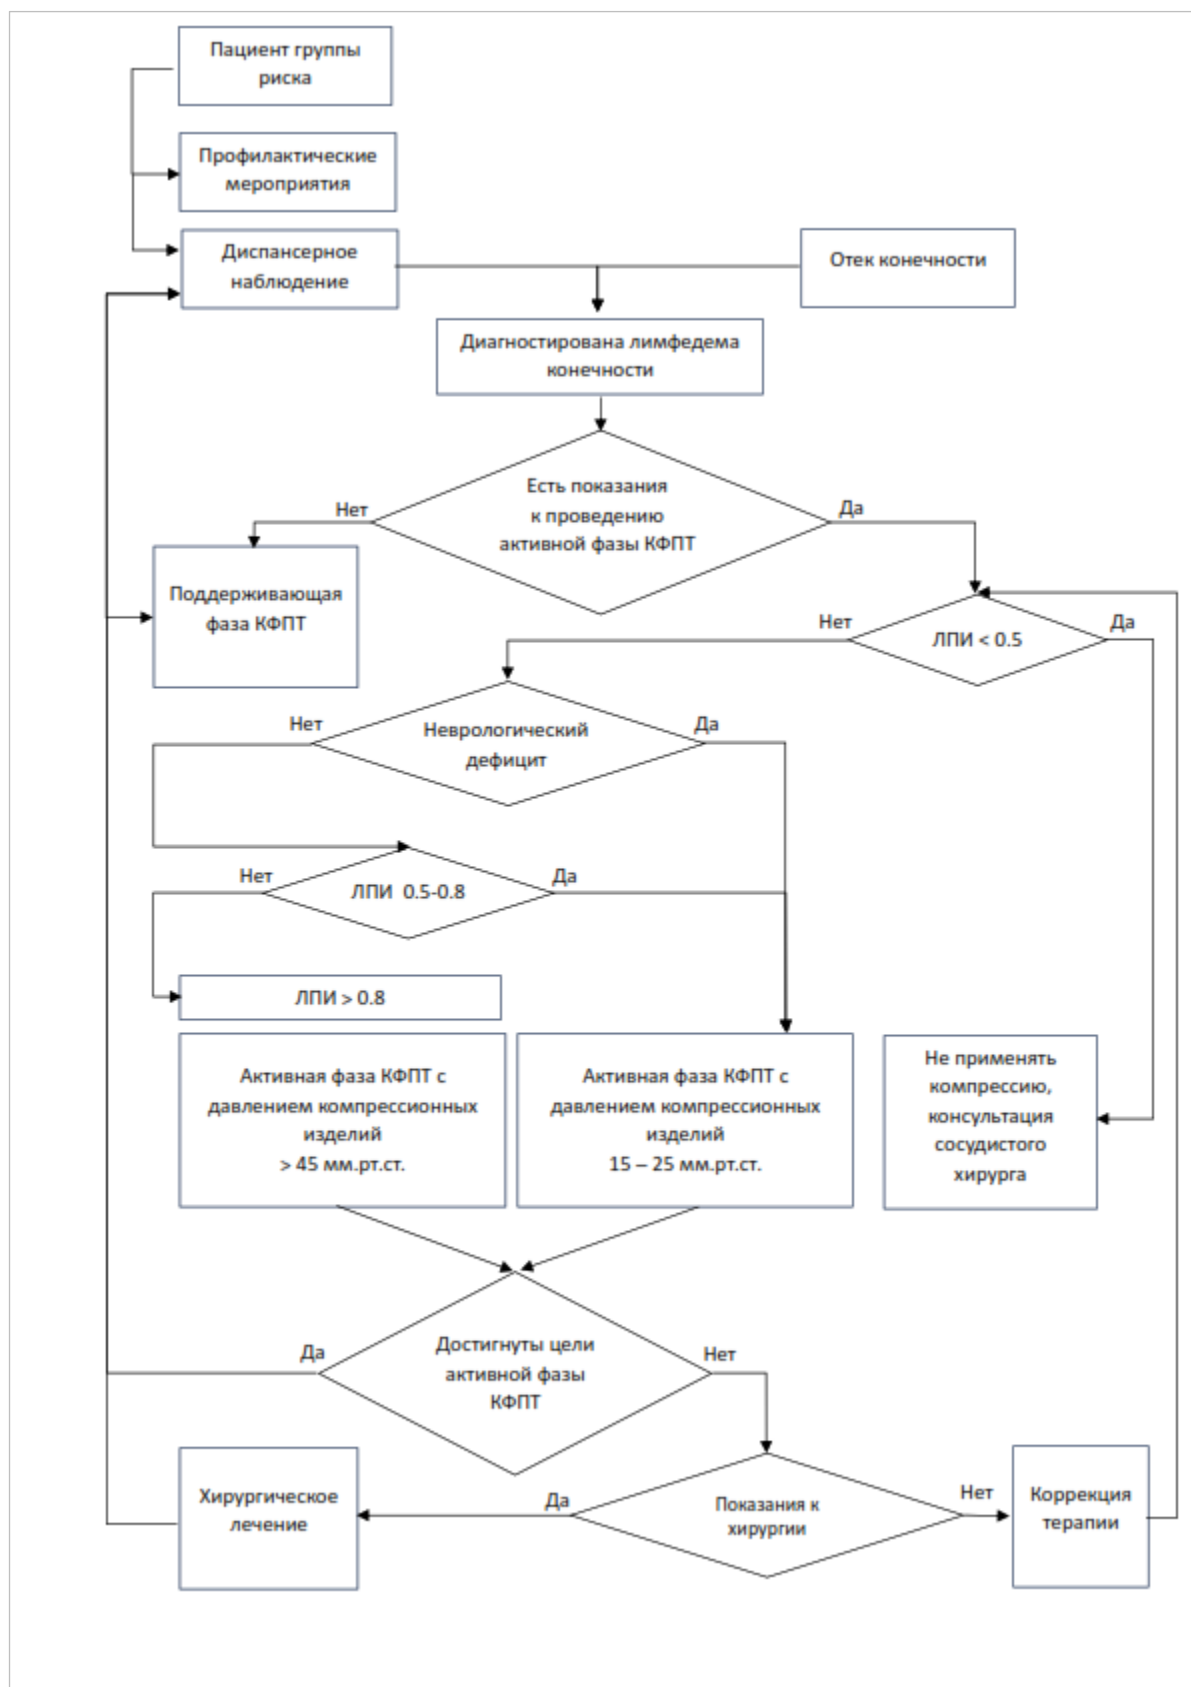 Пациент группы
риска
Профилактические
мероприятия
Диспансерное
наблюдение
Отек конечности
Диагностирована лимфедема
конечности
Есть показания
к проведению
активной фазы КФПТ
Нет
Да
Поддерживающая
фаза КФПТ
ЛПИ < 0.5
Нет
Да
Неврологический
дефицит
Нет
Да
ЛПИ 0.5-0.8
Нет
Да
ЛПИ > 0.8
Активная фаза КФПТ с
давлением компрессионных
изделий
> 45 мм.рт.ст.
Активная фаза КФПТ с
давлением компрессионных
изделий
15 – 25 мм.рт.ст.
Не применять
компрессию,
консультация
сосудистого
хирурга
Достигнуты цели
активной фазы
КФПТ
Да
Нет
Хирургическое
лечение
Да
Показания к
хирургии
Нет
Коррекция
терапии